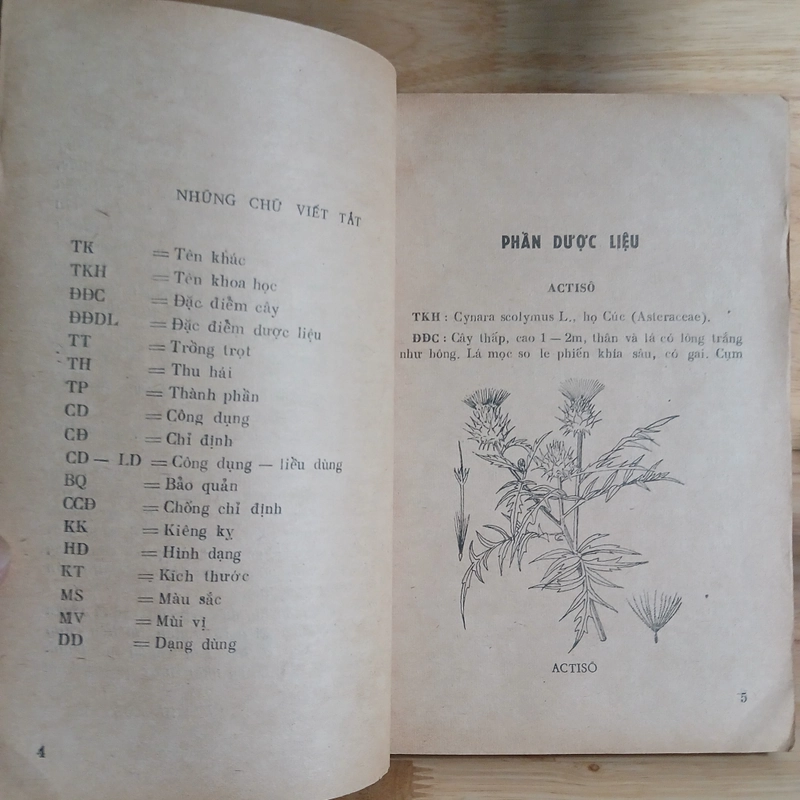 NHỮNG CHỮ VIẾT TẮT
TK = Tên khác
TKH = Tên khoa học
ĐĐC = Đặc điểm cây
ĐĐDL = Đặc điểm dược liệu
TT = Trồng trọt
TH = Thu hái
TP = Thành phần
CD = Công dụng
CĐ = Chỉ định
CD — LD = Công dụng — liều dùng
BQ = Bảo quản
CCĐ = Chống chỉ định
KK = Kiêng kỵ
HD = Hình dạng
KT = Kích thước
MS = Màu sắc
MV = Mùi vị
DD = Dạng dùng
4
PHẦN DƯỢC LIỆU
ACTISÔ
TKH : Cynara scolymus L., họ Cúc (Asteraceae).
ĐĐC : Cây thấp, cao 1 — 2m, thân và lá có lông trắng
như bông. Lá mọc so le phiến khía sâu, có gai. Cụm
ACTISÔ
5